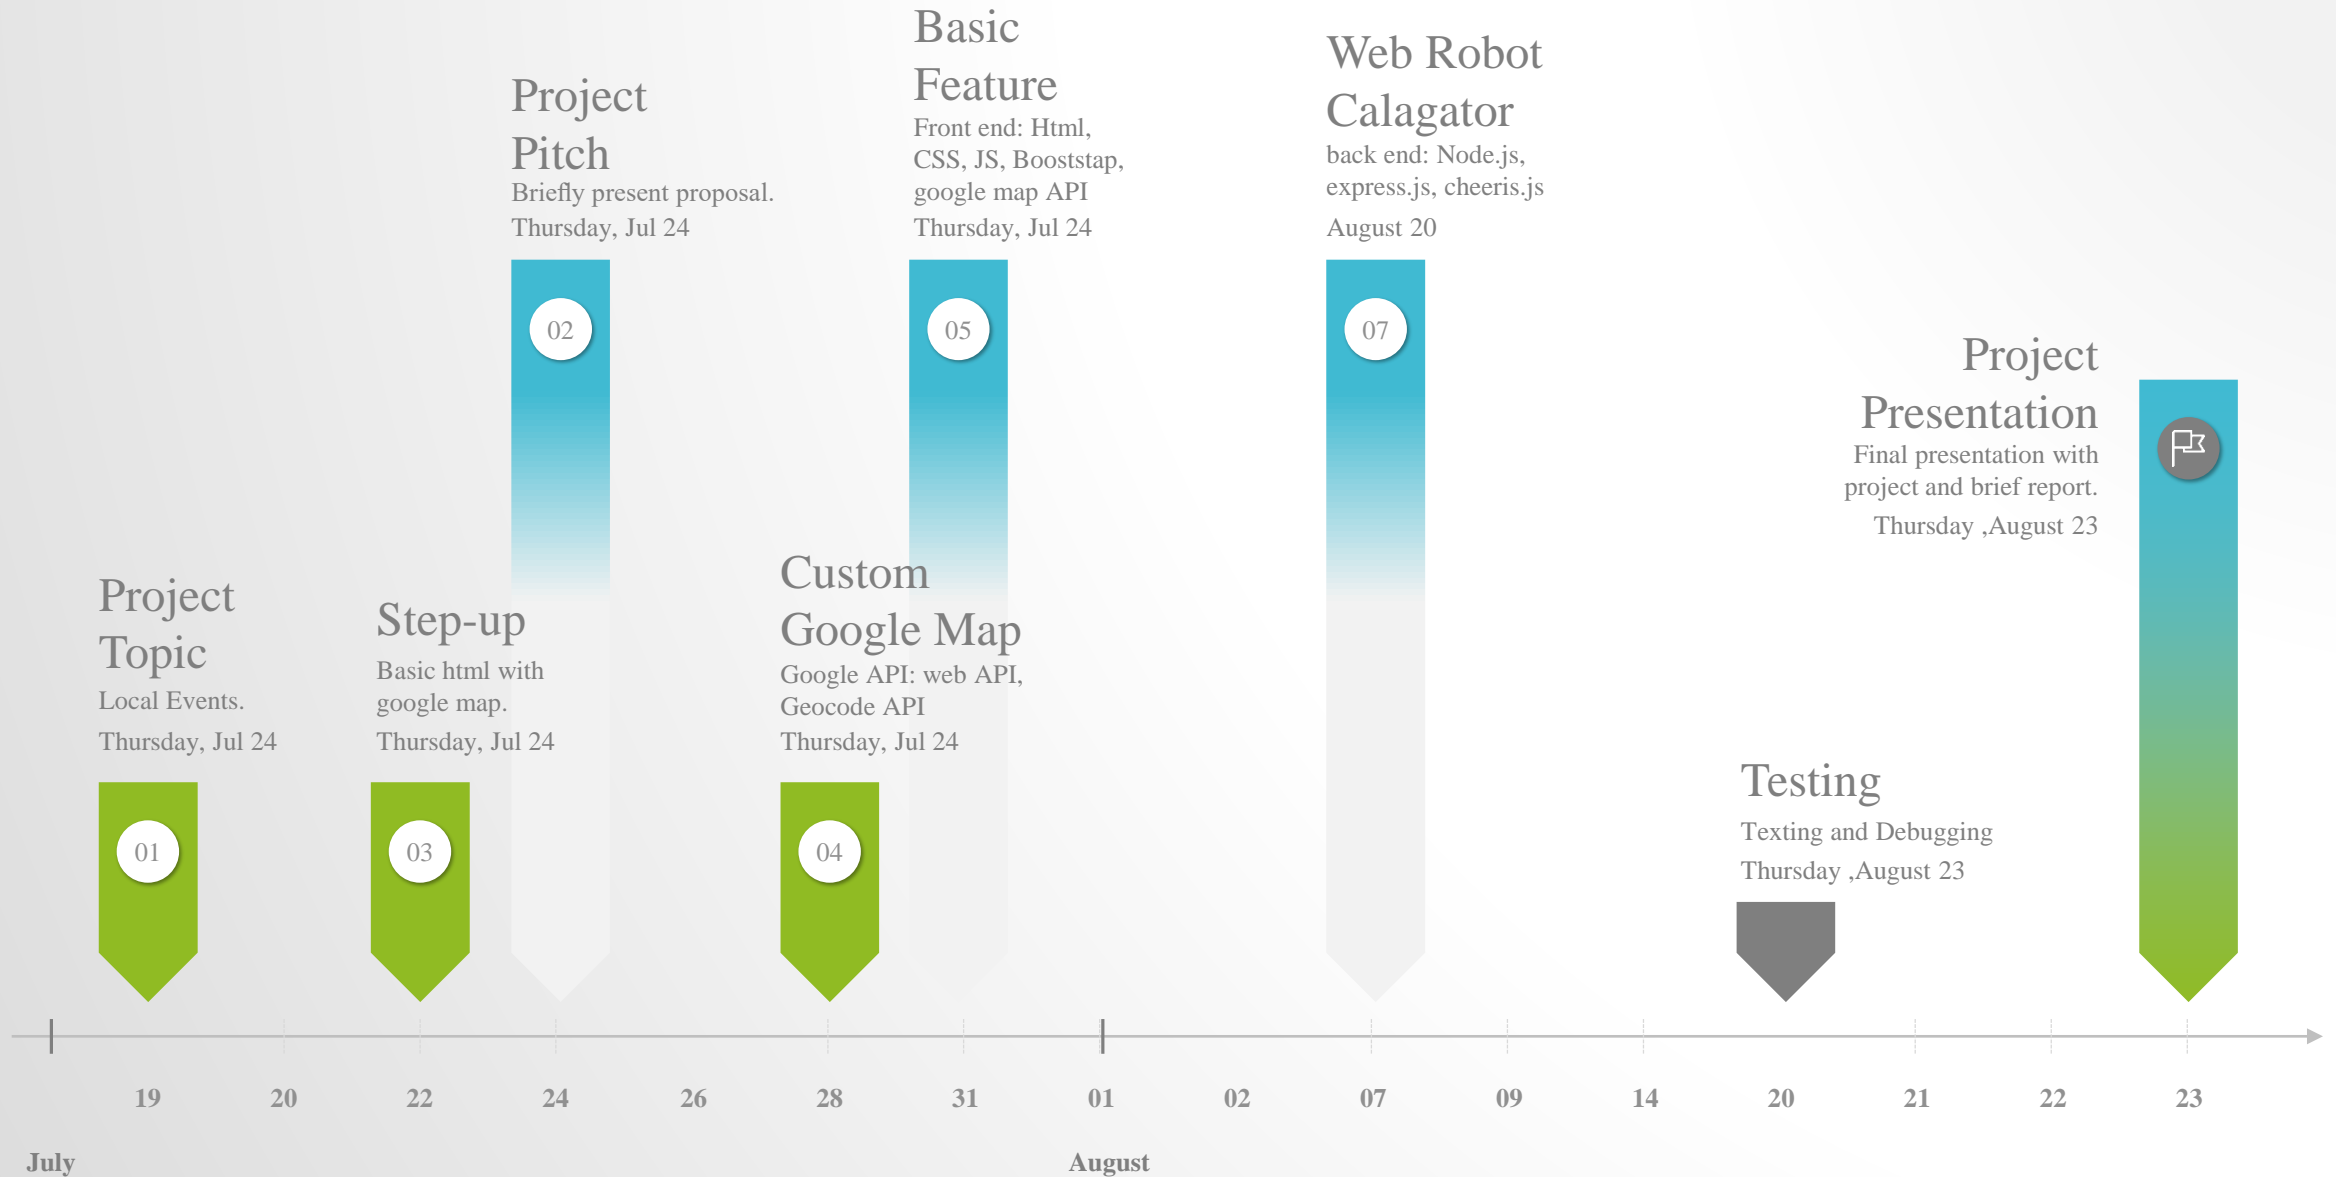 Basic
Feature
Front end: Html,
CSS, JS, Booststap,
google map API
Thursday, Jul 24
Web Robot
Calagator
back end: Node.js,
express.js, cheeris.js
August 20
Project
Pitch
Briefly present proposal.
Thursday, Jul 24
02
05
07
Project
Presentation
Final presentation with
project and brief report.
Thursday ,August 23
Project
Topic
Local Events.
Thursday, Jul 24
Step-up
Basic html with
google map.
Thursday, Jul 24
Custom
Google Map
Google API: web API,
Geocode API
Thursday, Jul 24
Testing
Texting and Debugging
Thursday ,August 23
01
03
04
19 20 22 24 26 28 31 01 02 07 09 14 20 21 22 23
July August